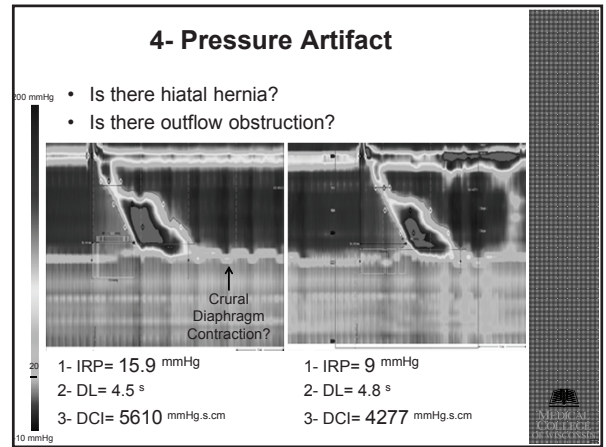 4- Pressure Artifact
• Is there hiatal hernia?
• Is there outflow obstruction?
200 mmHg
20
-10 mmHg
Crural
Diaphragm
Contraction?
1- IRP= 15.9 mmHg
2- DL= 4.5 s
3- DCI= 5610 mmHg.s.cm
1- IRP= 9 mmHg
2- DL= 4.8 s
3- DCI= 4277 mmHg.s.cm
MEDICAL
COLLEGE
OF WISCONSIN